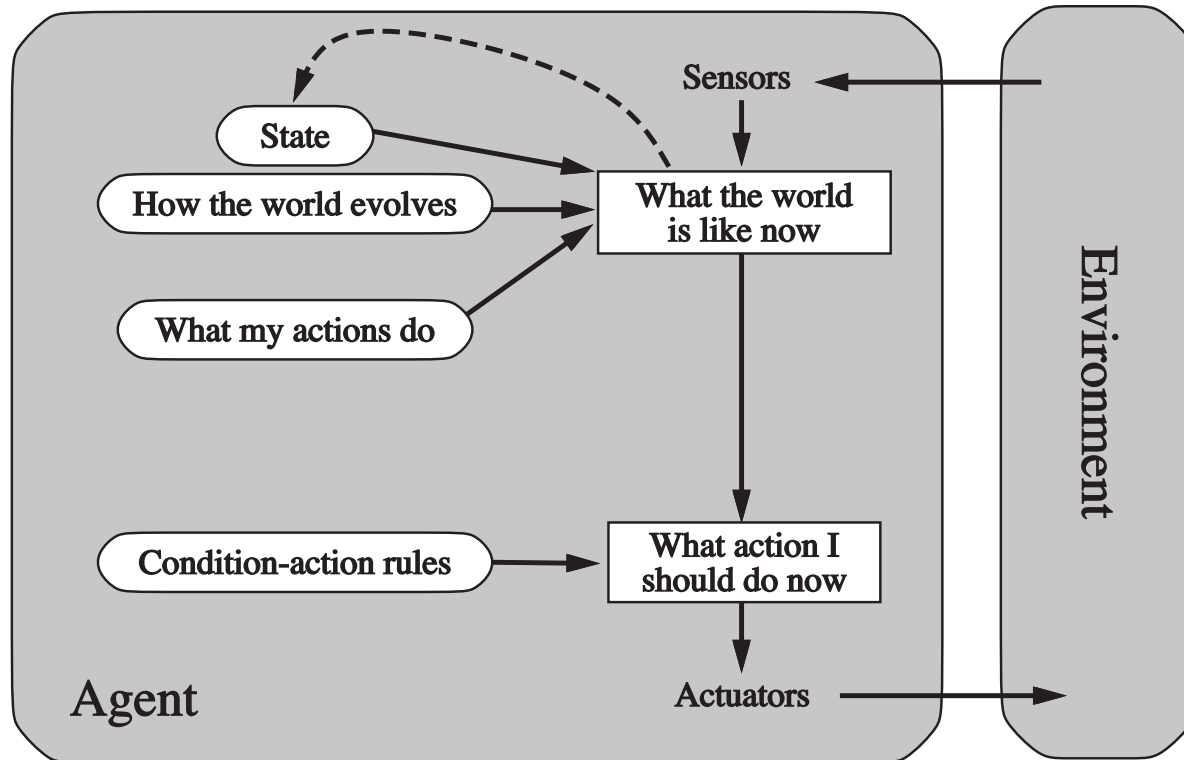 Sensors
State
What the world
is like now
How the world evolves
What my actions do
Environment
Condition-action rules
What action I
should do now
Agent
Actuators